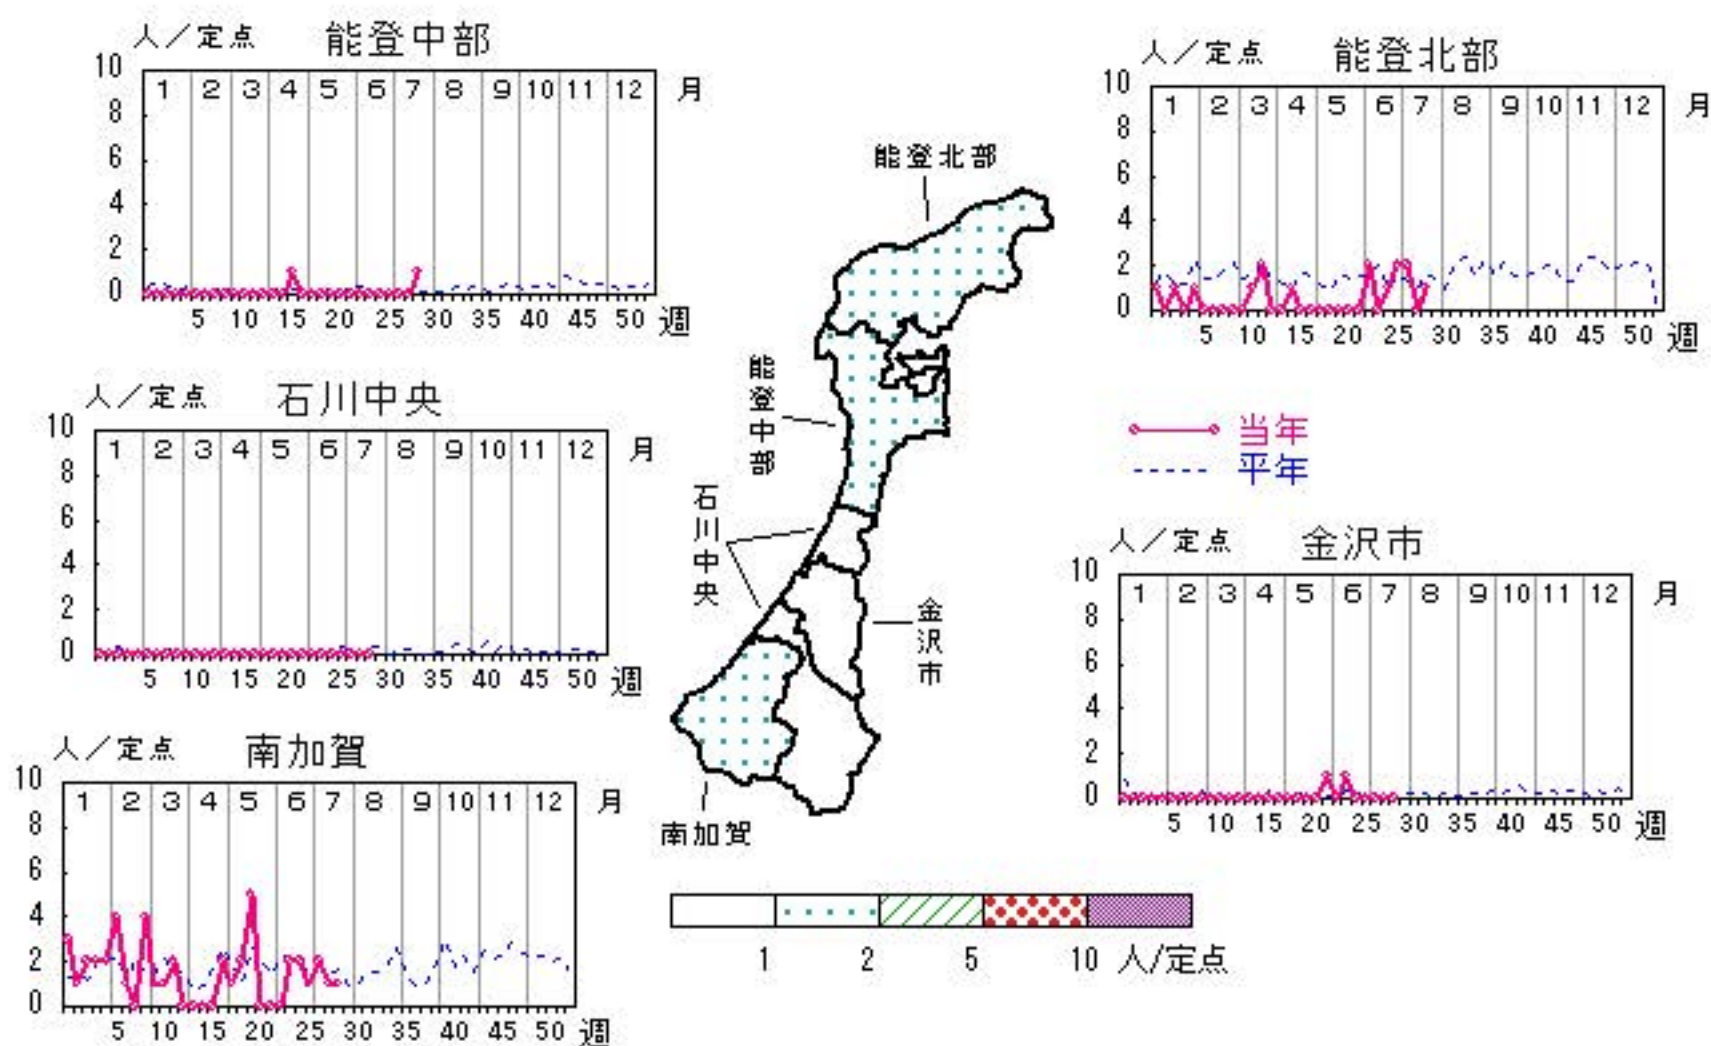 人／定点 能登中部
10 8 6 4 2 0
1 2 3 4 5 6 7 8 9 10 11 12 月
5 10 15 20 25 30 35 40 45 50 週
人／定点 能登北部
10 8 6 4 2 0
1 2 3 4 5 6 7 8 9 10 11 12 月
5 10 15 20 25 30 35 40 45 50 週
人／定点 石川中央
10 8 6 4 2 0
1 2 3 4 5 6 7 8 9 10 11 12 月
5 10 15 20 25 30 35 40 45 50 週
能登北部
能登中部
石川中央
金沢市
南加賀
当年
平年
人／定点 金沢市
10 8 6 4 2 0
1 2 3 4 5 6 7 8 9 10 11 12 月
5 10 15 20 25 30 35 40 45 50 週
人／定点 南加賀
10 8 6 4 2 0
1 2 3 4 5 6 7 8 9 10 11 12 月
5 10 15 20 25 30 35 40 45 50 週
1 2 5 10 人/定点